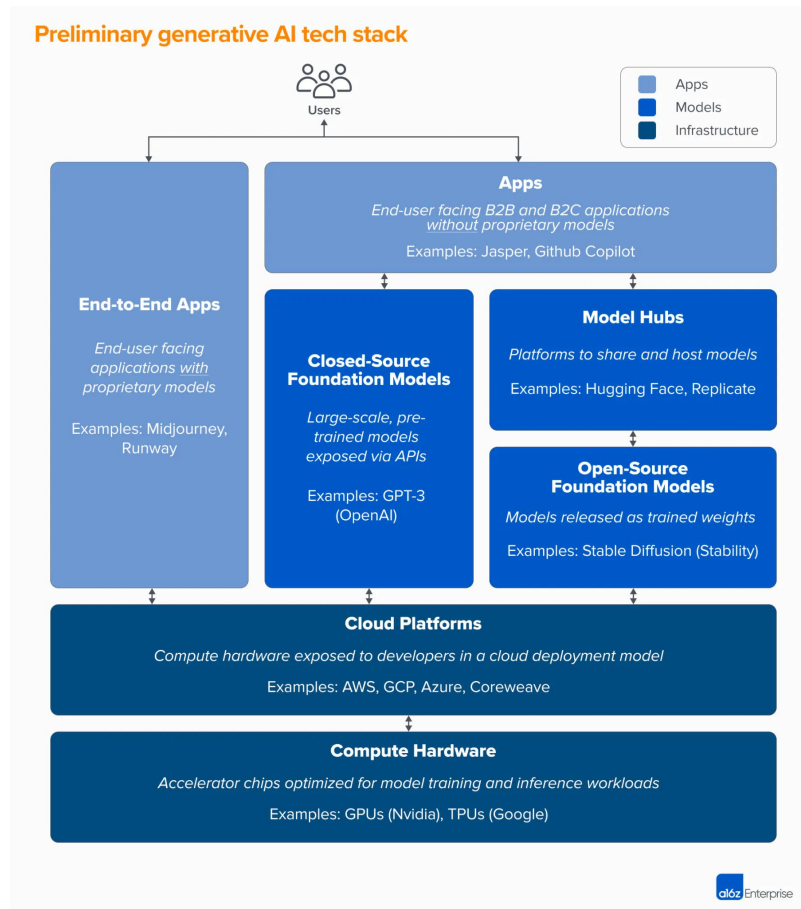 Preliminary generative AI tech stack
Users
Apps
Models
Infrastructure
End-to-End Apps
End-user facing
applications with
proprietary models
Examples: Midjourney,
Runway
Apps
End-user facing B2B and B2C applications
without proprietary models
Examples: Jasper, Github Copilot
Closed-Source
Foundation Models
Large-scale, pre-
trained models
exposed via APIs
Examples: GPT-3
(OpenAI)
Model Hubs
Platforms to share and host models
Examples: Hugging Face, Replicate
Open-Source
Foundation Models
Models released as trained weights
Examples: Stable Diffusion (Stability)
Cloud Platforms
Compute hardware exposed to developers in a cloud deployment model
Examples: AWS, GCP, Azure, Coreweave
Compute Hardware
Accelerator chips optimized for model training and inference workloads
Examples: GPUs (Nvidia), TPUs (Google)
a16z Enterprise